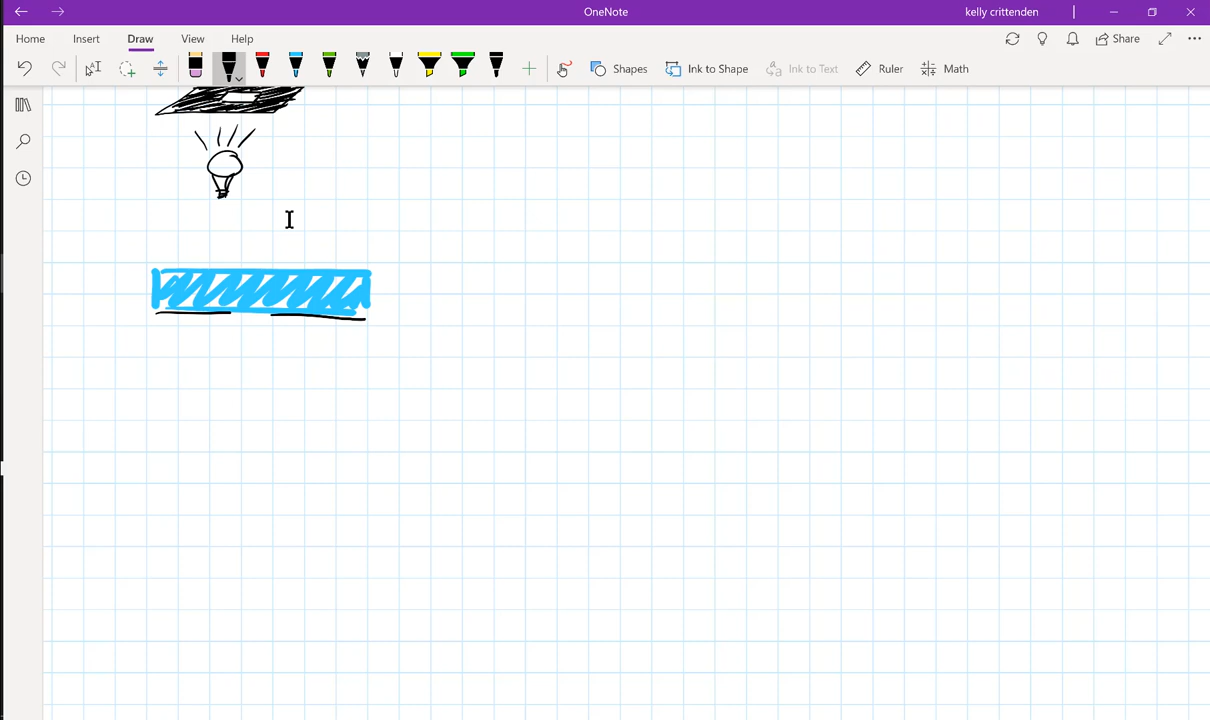 OneNote
kelly crittenden
Home Insert Draw View Help
Share
Shapes
Ink to Shape
Ink to Text
Ruler
Math